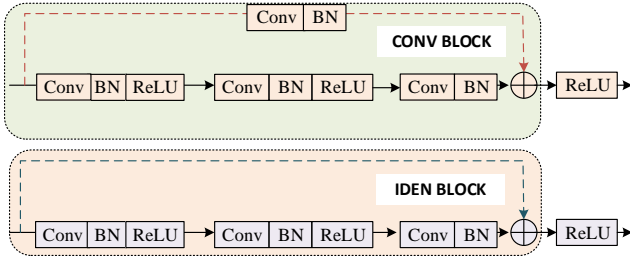 Conv BN
CONV BLOCK
Conv BN ReLU Conv BN ReLU Conv BN ReLU
IDEN BLOCK
Conv BN ReLU Conv BN ReLU Conv BN ReLU